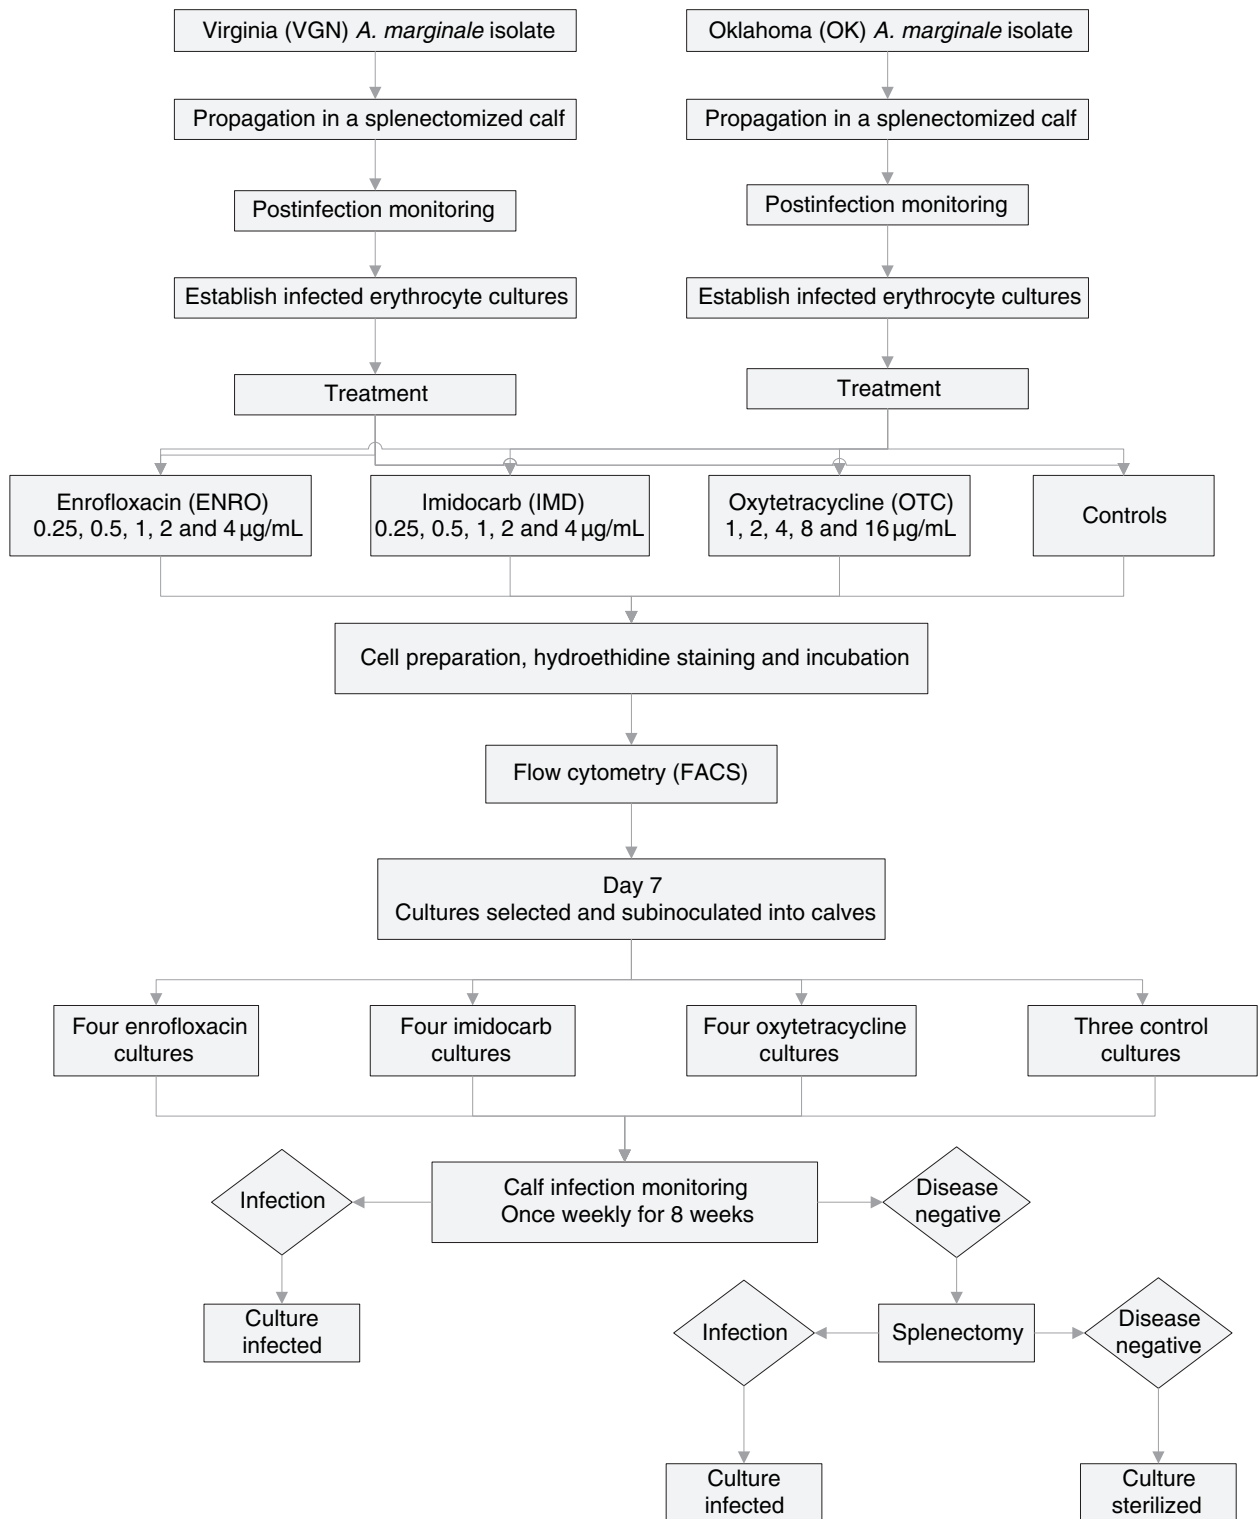 Virginia (VGN) A. marginale isolate
Oklahoma (OK) A. marginale isolate
Propagation in a splenectomized calf
Propagation in a splenectomized calf
Postinfection monitoring
Postinfection monitoring
Establish infected erythrocyte cultures
Establish infected erythrocyte cultures
Treatment
Treatment
Enrofloxacin (ENRO)
0.25, 0.5, 1, 2 and 4 µg/mL
Imidocarb (IMD)
0.25, 0.5, 1, 2 and 4 µg/mL
Oxytetracycline (OTC)
1, 2, 4, 8 and 16 µg/mL
Controls
Cell preparation, hydroethidine staining and incubation
Flow cytometry (FACS)
Day 7
Cultures selected and subinoculated into calves
Four enrofloxacin
cultures
Four imidocarb
cultures
Four oxytetracycline
cultures
Three control
cultures
Infection
Calf infection monitoring
Once weekly for 8 weeks
Disease
negative
Culture
infected
Infection
Splenectomy
Disease
negative
Culture
infected
Culture
sterilized